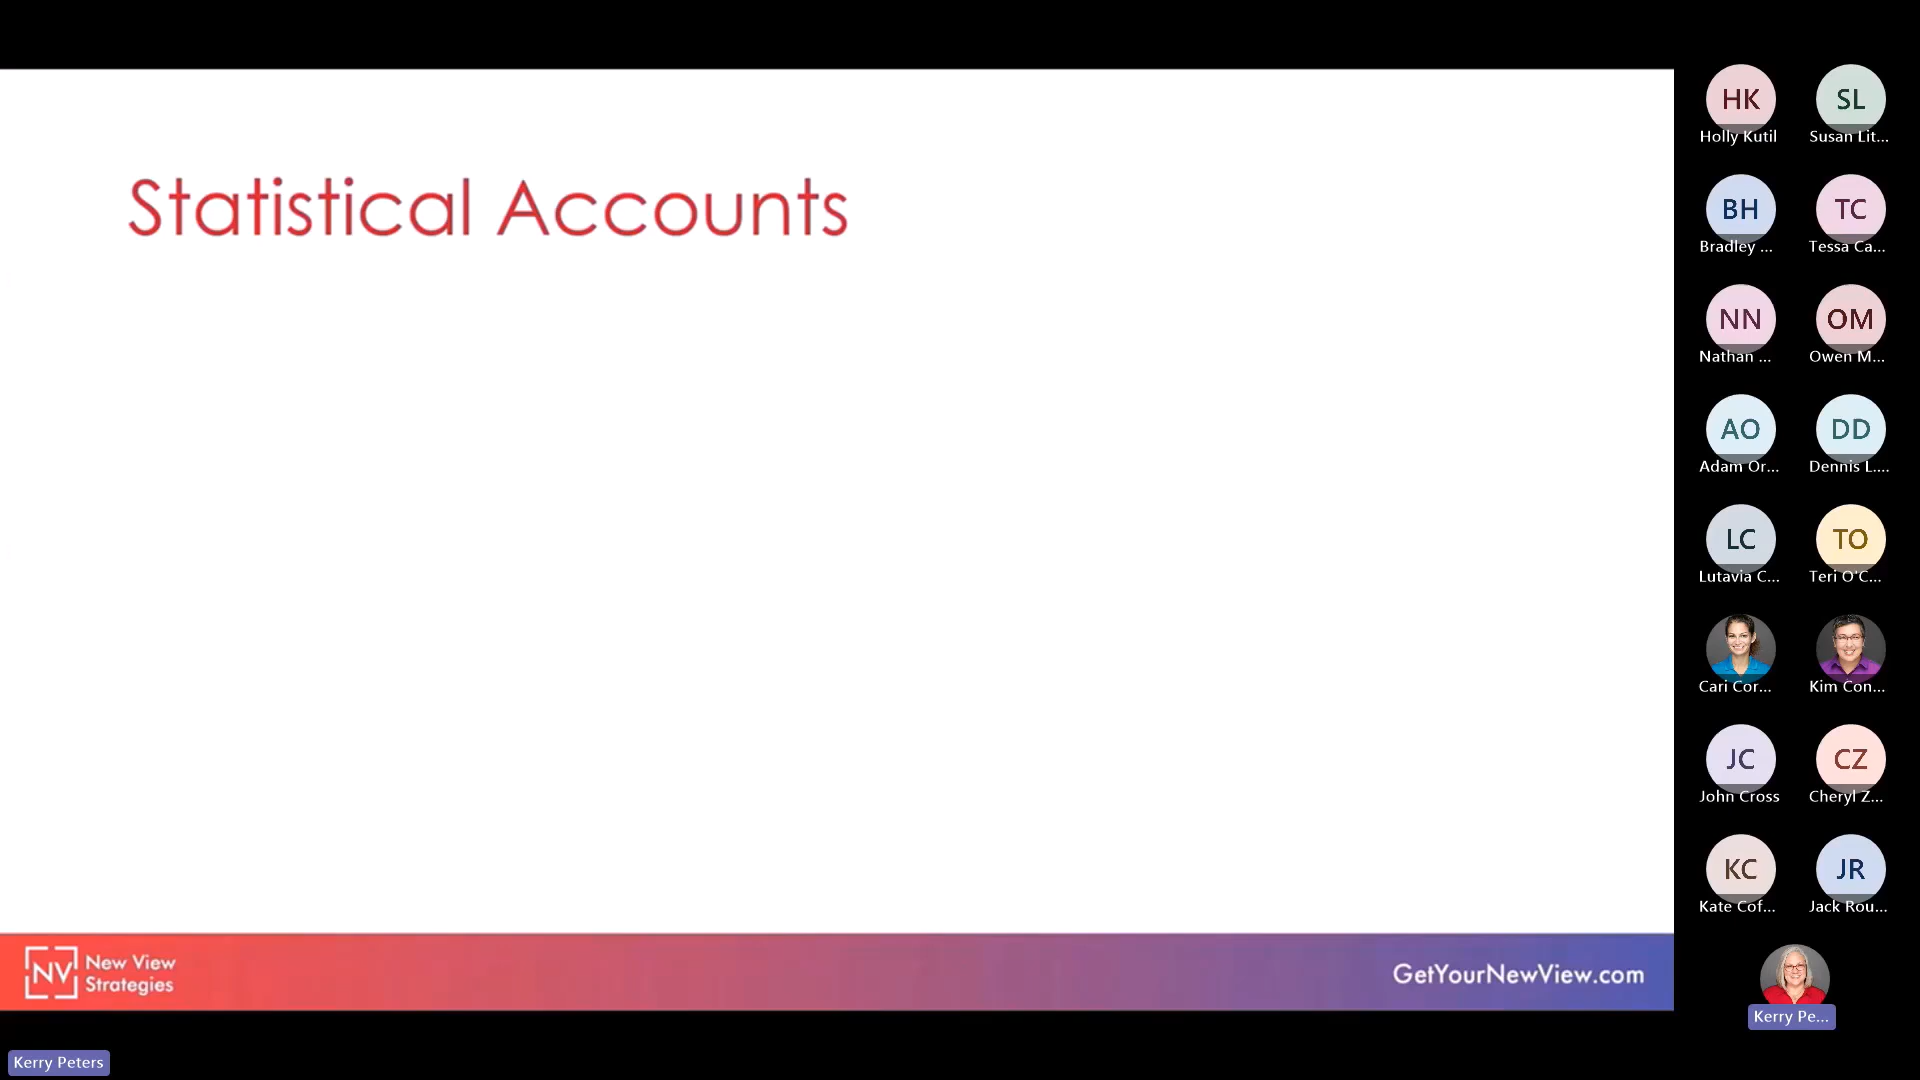 Statistical Accounts
NV New View
Strategies
GetYourNewView.com
Kerry Peters
HK SL
Holly Kutil Susan Lit...
BH TC
Bradley ... Tessa Ca...
NN OM
Nathan ... Owen M...
AO DD
Adam Or... Dennis L....
LC TO
Lutavia C... Teri O'C...
Cari Cor... Kim Con...
JC CZ
John Cross Cheryl Z...
KC JR
Kate Cof... Jack Rou...
Kerry Pe...